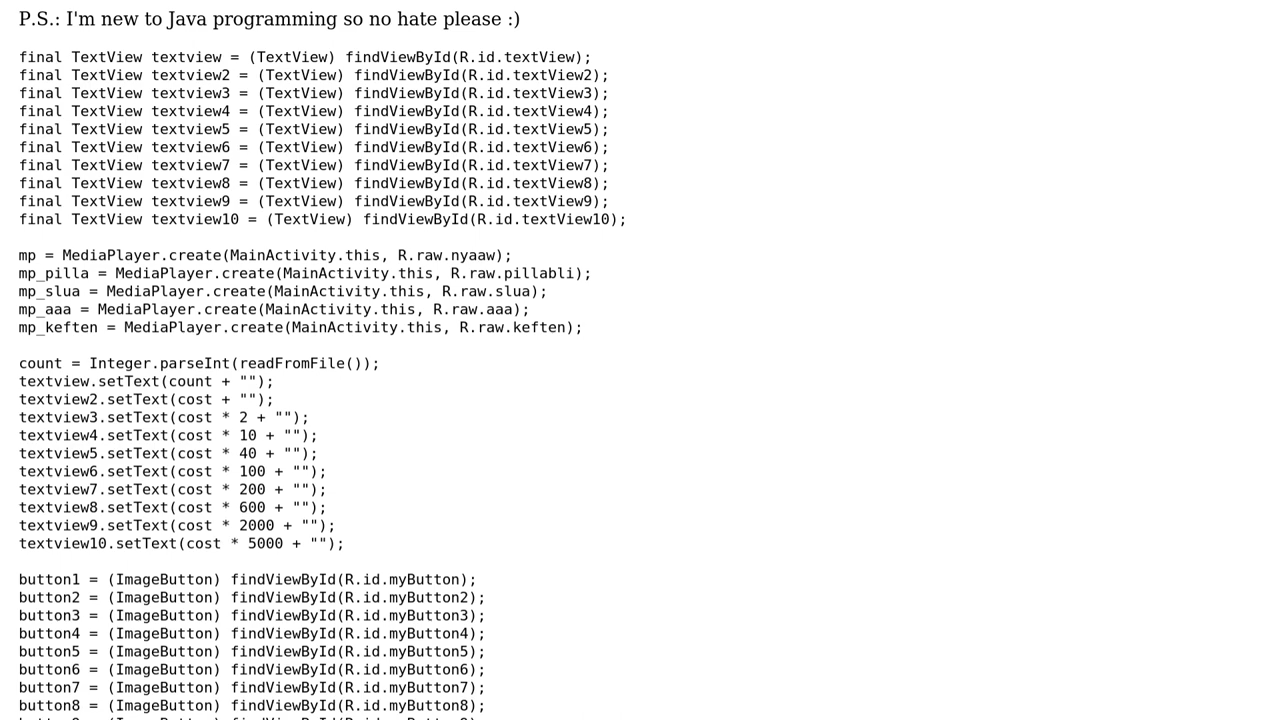 P.S.: I'm new to Java programming so no hate please :)
final TextView textview = (TextView) findViewById(R.id.textView);
final TextView textview2 = (TextView) findViewById(R.id.textView2);
final TextView textview3 = (TextView) findViewById(R.id.textView3);
final TextView textview4 = (TextView) findViewById(R.id.textView4);
final TextView textview5 = (TextView) findViewById(R.id.textView5);
final TextView textview6 = (TextView) findViewById(R.id.textView6);
final TextView textview7 = (TextView) findViewById(R.id.textView7);
final TextView textview8 = (TextView) findViewById(R.id.textView8);
final TextView textview9 = (TextView) findViewById(R.id.textView9);
final TextView textview10 = (TextView) findViewById(R.id.textView10);
mp = MediaPlayer.create(MainActivity.this, R.raw.nyaaw);
mp_pilla = MediaPlayer.create(MainActivity.this, R.raw.pillabli);
mp_slua = MediaPlayer.create(MainActivity.this, R.raw.slua);
mp_aaa = MediaPlayer.create(MainActivity.this, R.raw.aaa);
mp_keften = MediaPlayer.create(MainActivity.this, R.raw.keften);
count = Integer.parseInt(readFromFile());
textview.setText(count + "");
textview2.setText(cost + "");
textview3.setText(cost * 2 + "");
textview4.setText(cost * 10 + "");
textview5.setText(cost * 40 + "");
textview6.setText(cost * 100 + "");
textview7.setText(cost * 200 + "");
textview8.setText(cost * 600 + "");
textview9.setText(cost * 2000 + "");
textview10.setText(cost * 5000 + "");
button1 = (ImageButton) findViewById(R.id.myButton);
button2 = (ImageButton) findViewById(R.id.myButton2);
button3 = (ImageButton) findViewById(R.id.myButton3);
button4 = (ImageButton) findViewById(R.id.myButton4);
button5 = (ImageButton) findViewById(R.id.myButton5);
button6 = (ImageButton) findViewById(R.id.myButton6);
button7 = (ImageButton) findViewById(R.id.myButton7);
button8 = (ImageButton) findViewById(R.id.myButton8);